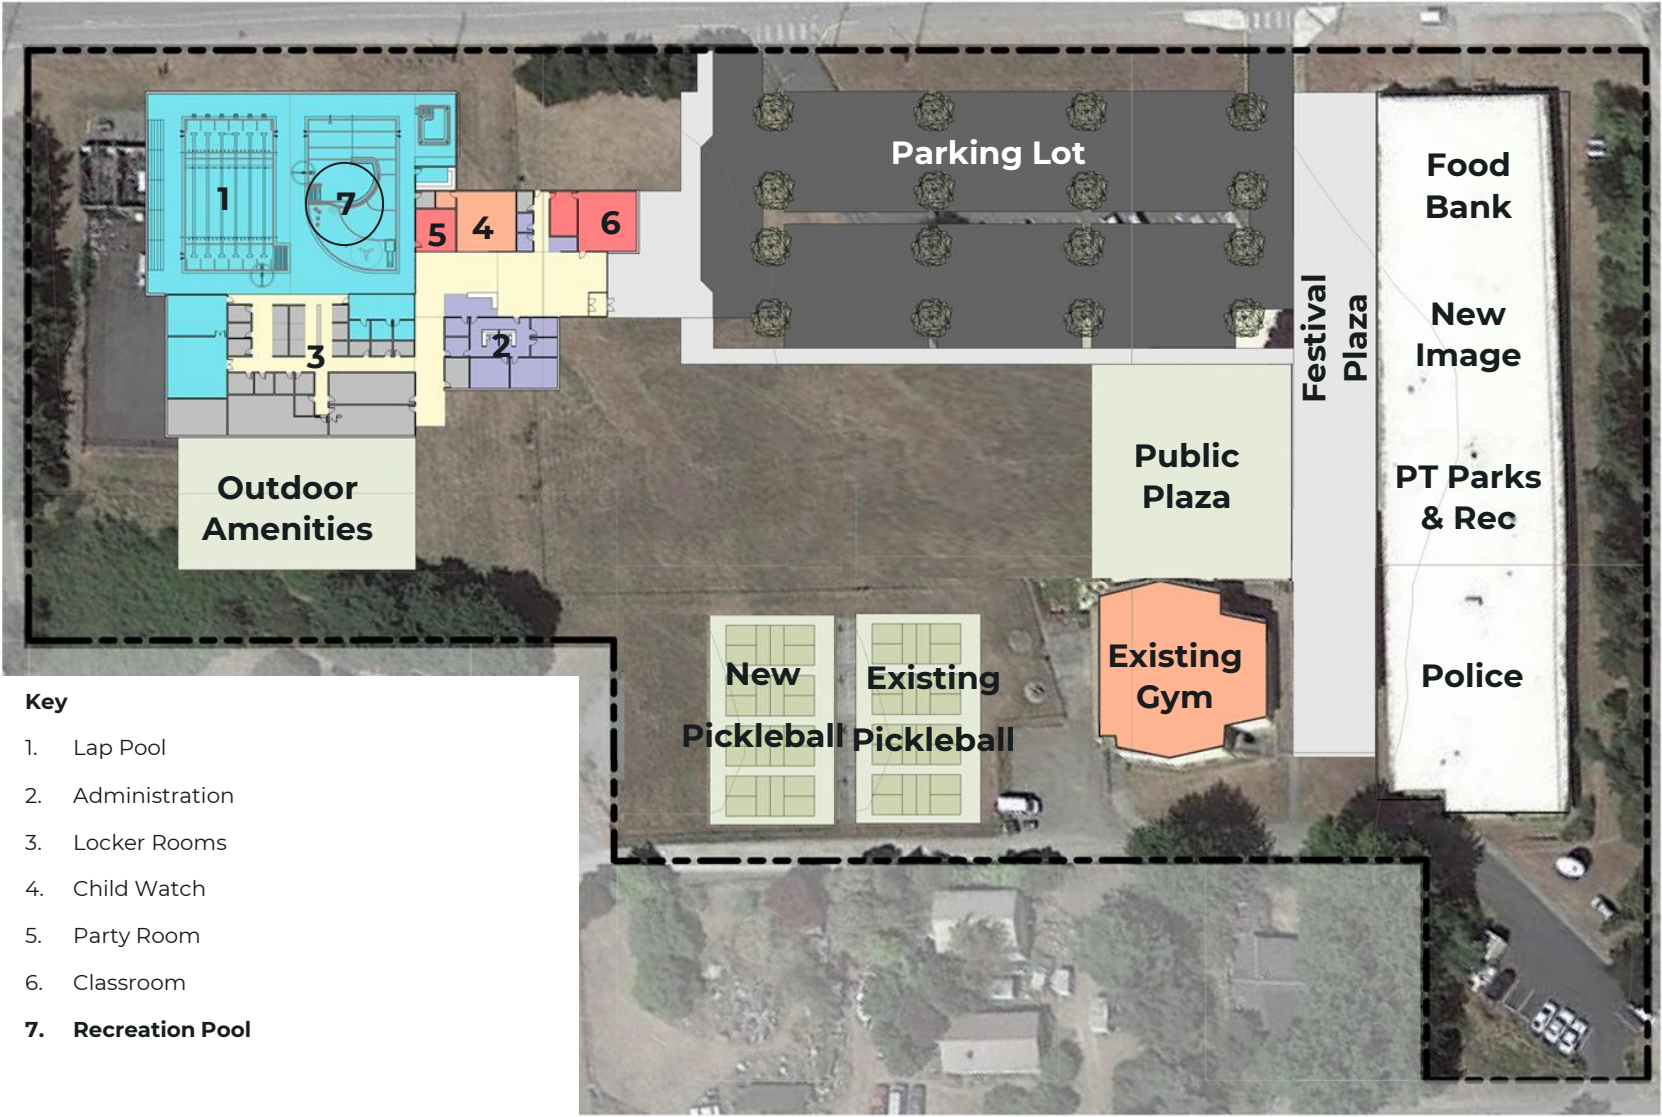 Parking Lot
Food
Bank
1
7
5
4
6
New
Image
Festival
Plaza
2
3
Public
Plaza
PT Parks
& Rec
Outdoor
Amenities
New
Pickleball
Existing
Pickleball
Existing
Gym
Police
Key
1. Lap Pool
2. Administration
3. Locker Rooms
4. Child Watch
5. Party Room
6. Classroom
7. Recreation Pool